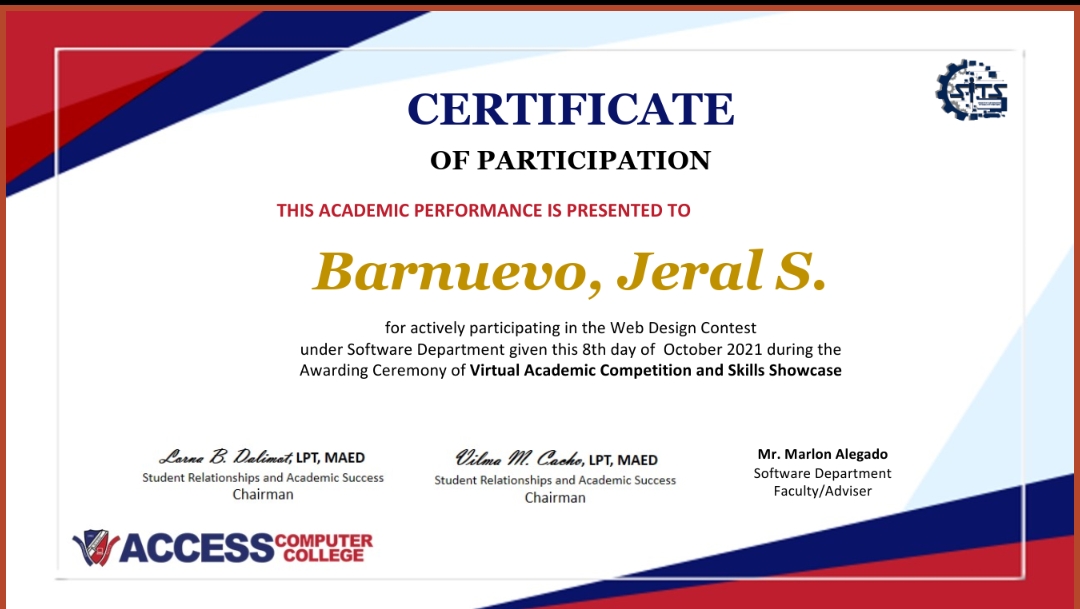 SITS
CERTIFICATE
OF PARTICIPATION
THIS ACADEMIC PERFORMANCE IS PRESENTED TO
Barnuevo, Jeral S.
for actively participating in the Web Design Contest
under Software Department given this 8th day of October 2021 during the
Awarding Ceremony of Virtual Academic Competition and Skills Showcase
Lorna B. Dalimot, LPT, MAED
Student Relationships and Academic Success
Chairman
Vilma M. Cacho, LPT, MAED
Student Relationships and Academic Success
Chairman
Mr. Marlon Alegado
Software Department
Faculty/Adviser
ACCESS COMPUTER
COLLEGE